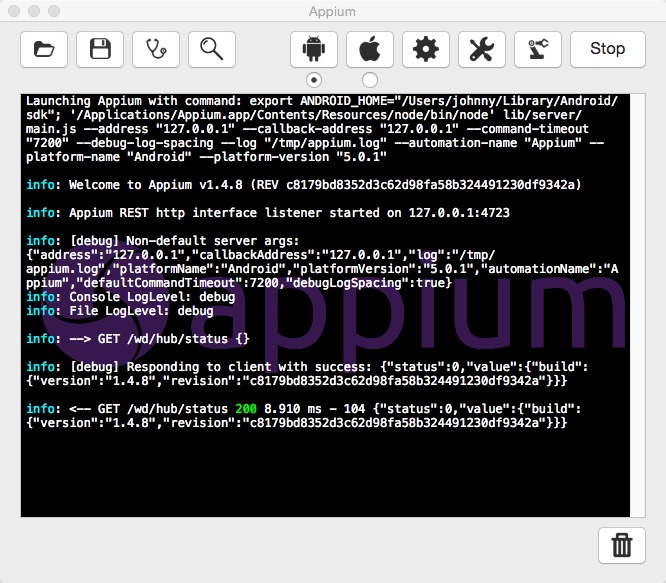 Appium
Stop
Launching Appium with command: export ANDROID_HOME="/Users/johnny/Library/Android/
sdk"; '/Applications/Appium.app/Contents/Resources/node/bin/node' lib/server/
main.js --address "127.0.0.1" --callback-address "127.0.0.1" --command-timeout
"7200" --debug-log-spacing --log "/tmp/appium.log" --automation-name "Appium" --
platform-name "Android" --platform-version "5.0.1"
info: Welcome to Appium v1.4.8 (REV c8179bd8352d3c62d98fa58b324491230df9342a)
info: Appium REST http interface listener started on 127.0.0.1:4723
info: [debug] Non-default server args:
{"address":"127.0.0.1","callbackAddress":"127.0.0.1","log":"/tmp/
appium.log","platformName":"Android","platformVersion":"5.0.1","automationName":"A
ppium","defaultCommandTimeout":7200,"debugLogSpacing":true}
info: Console LogLevel: debug
info: File LogLevel: debug
appium
info: --> GET /wd/hub/status {}
info: [debug] Responding to client with success: {"status":0,"value":{"build":
{"version":"1.4.8","revision":"c8179bd8352d3c62d98fa58b324491230df9342a"}}}
info: <-- GET /wd/hub/status 200 8.910 ms - 104 {"status":0,"value":{"build":
{"version":"1.4.8","revision":"c8179bd8352d3c62d98fa58b324491230df9342a"}}}